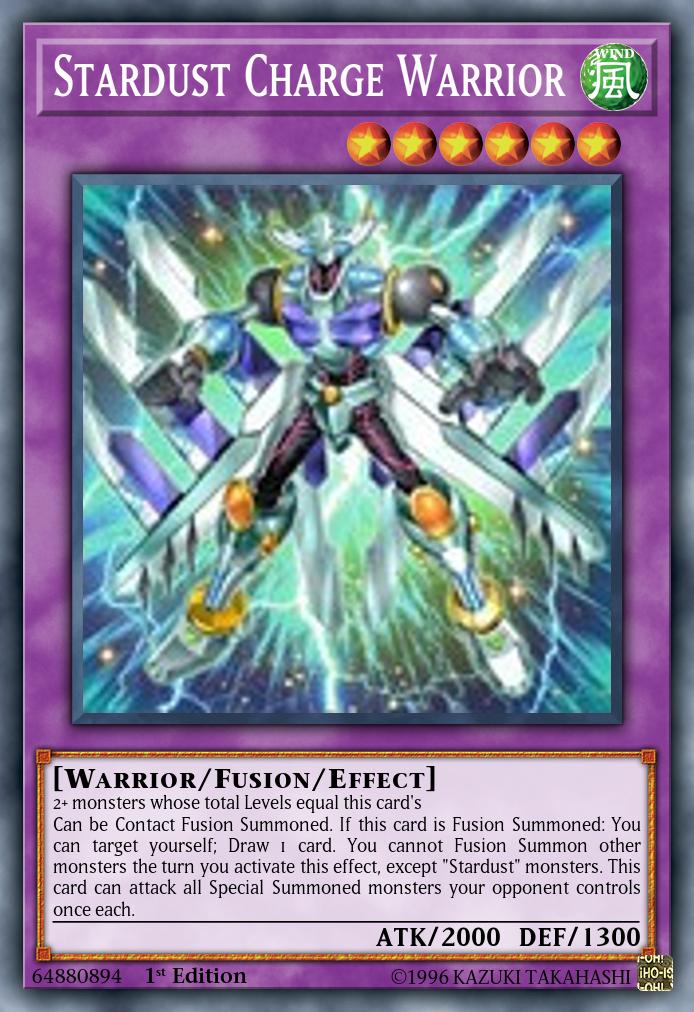 Stardust Charge Warrior
WIND
風
[Warrior/Fusion/Effect]
2+ monsters whose total Levels equal this card's
Can be Contact Fusion Summoned. If this card is Fusion Summoned: You
can target yourself; Draw 1 card. You cannot Fusion Summon other
monsters the turn you activate this effect, except "Stardust" monsters. This
card can attack all Special Summoned monsters your opponent controls
once each.
ATK/2000 DEF/1300
64880894 1st Edition ©1996 KAZUKI TAKAHASHI